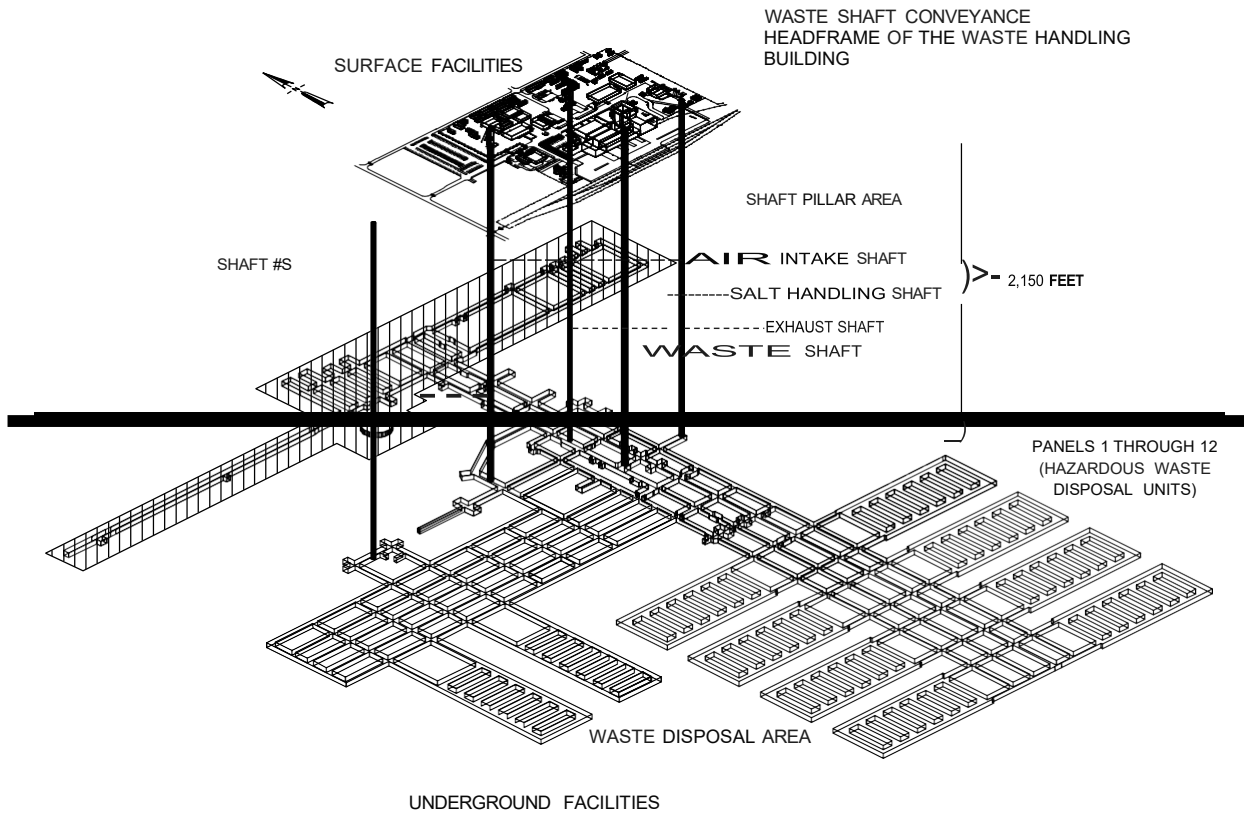 WASTE SHAFT CONVEYANCE
HEADFRAME OF THE WASTE HANDLING
BUILDING
SURFACE FACILITIES
SHAFT PILLAR AREA
SHAFT #S
AIR INTAKE SHAFT
SALT HANDLING SHAFT
2,150 FEET
EXHAUST SHAFT
WASTE SHAFT
PANELS 1 THROUGH 12
(HAZARDOUS WASTE
DISPOSAL UNITS)
WASTE DISPOSAL AREA
UNDERGROUND FACILITIES